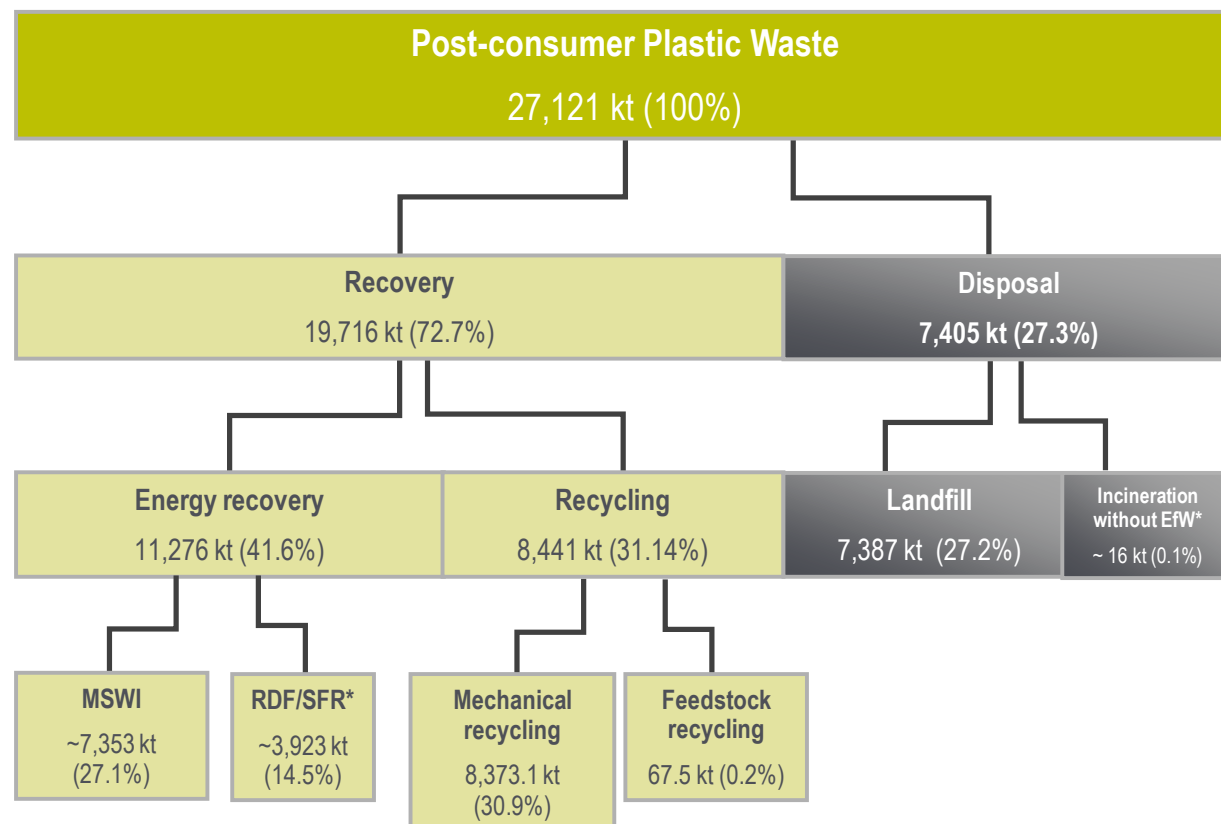 Post-consumer Plastic Waste
27,121 kt (100%)
Recovery
19,716 kt (72.7%)
Disposal
7,405 kt (27.3%)
Energy recovery
11,276 kt (41.6%)
Recycling
8,441 kt (31.14%)
Landfill
7,387 kt (27.2%)
Incineration
without EfW*
~ 16 kt (0.1%)
MSWI
~7,353 kt
(27.1%)
RDF/SFR*
~3,923 kt
(14.5%)
Mechanical
recycling
8,373.1 kt
(30.9%)
Feedstock
recycling
67.5 kt (0.2%)